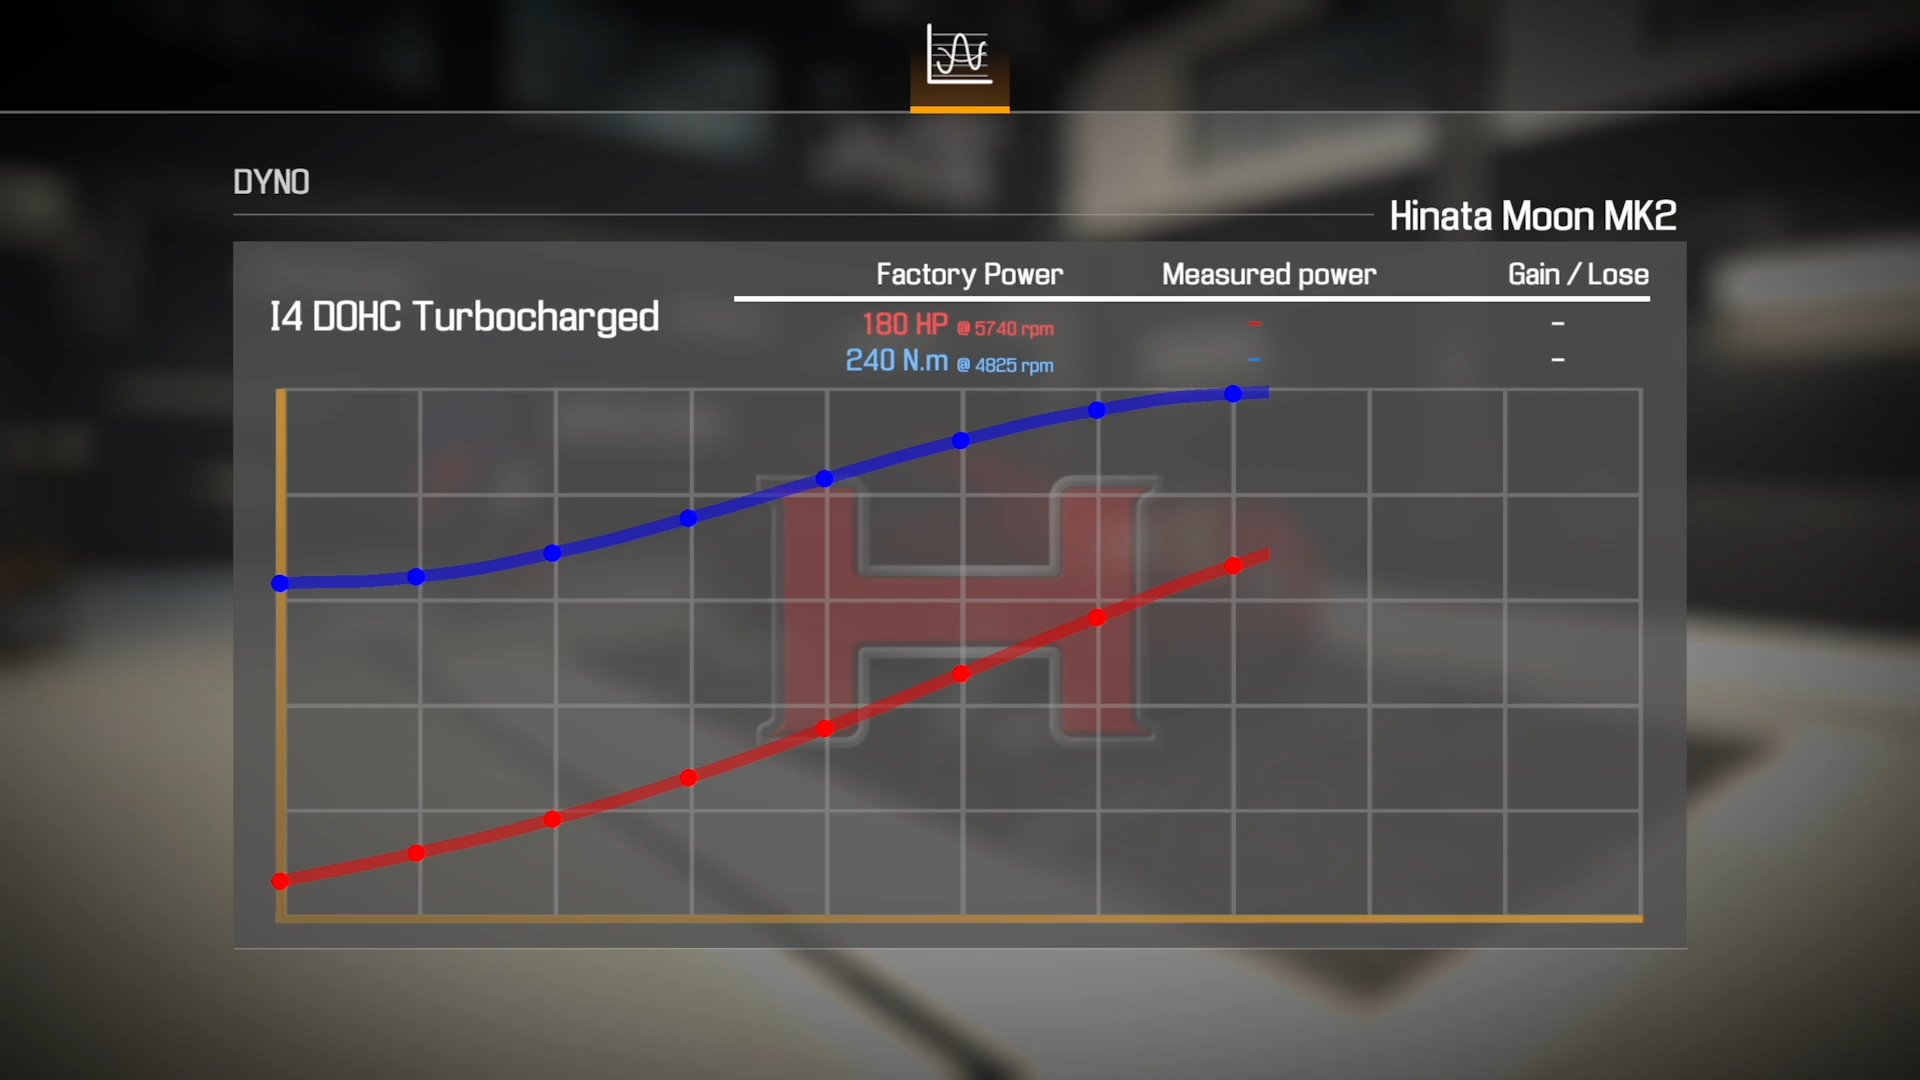 DYNO
Hinata Moon MK2
Factory Power Measured power Gain / Lose
I4 DOHC Turbocharged
180 HP @ 5740 rpm - -
240 N.m @ 4825 rpm - -